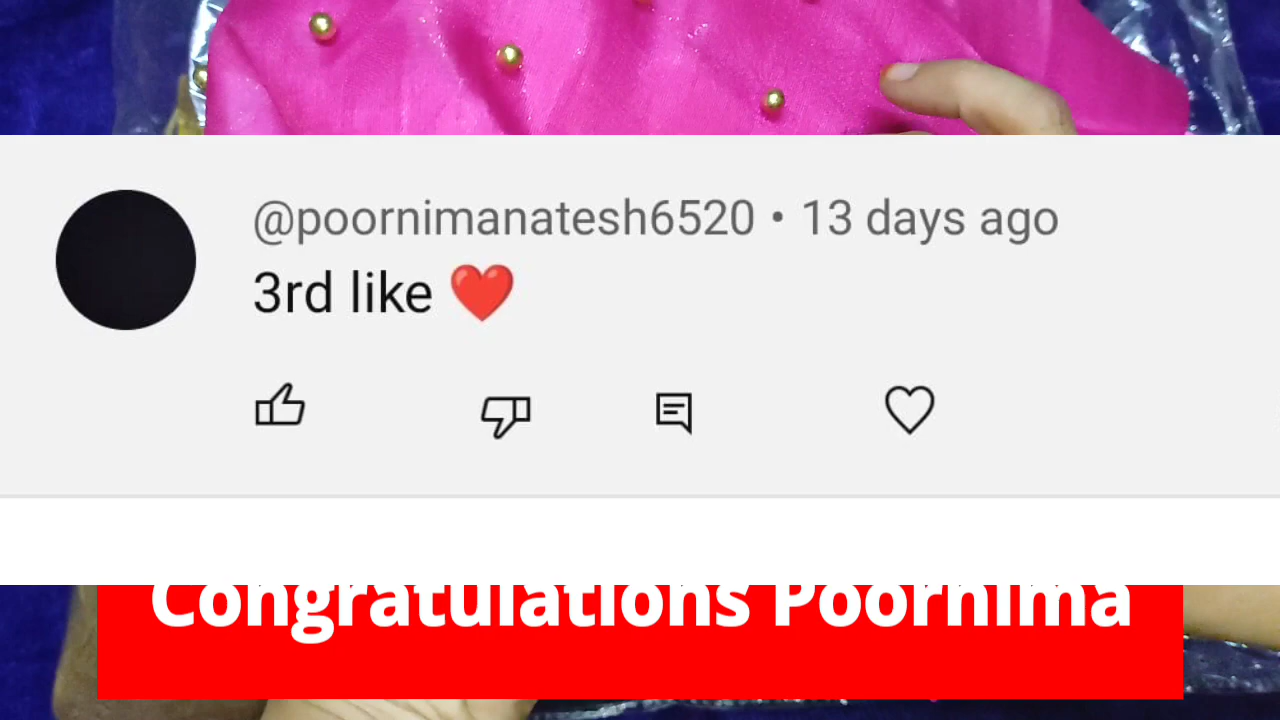 @poornimanatesh6520 • 13 days ago
3rd like ❤️
Congratulations Poornima